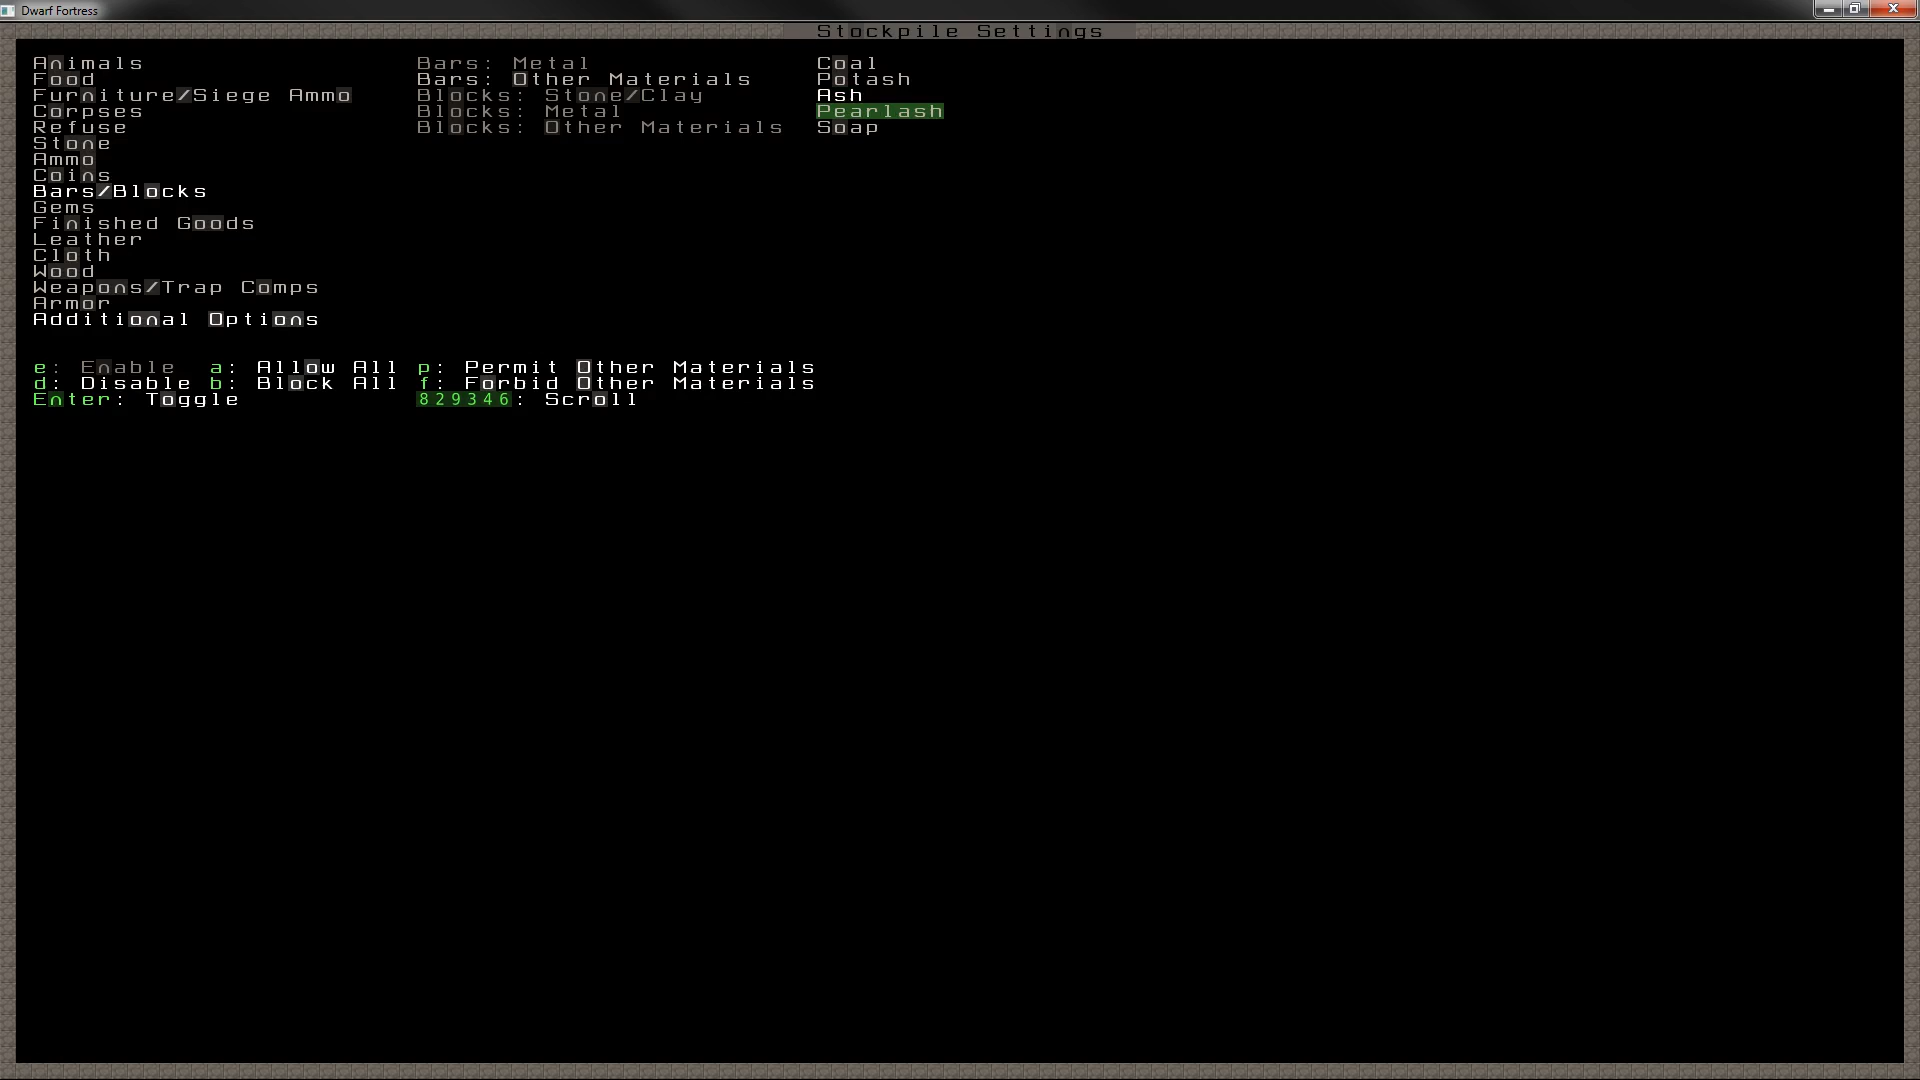 Dwarf Fortress
Stockpile Settings
Animals
Food
Furniture/Siege Ammo
Corpses
Refuse
Stone
Ammo
Coins
Bars/Blocks
Gems
Finished Goods
Leather
Cloth
Wood
Weapons/Trap Comps
Armor
Additional Options
Bars: Metal
Bars: Other Materials
Blocks: Stone/Clay
Blocks: Metal
Blocks: Other Materials
Coal
Potash
Ash
Pearlash
Soap
e: Enable a: Allow All p: Permit Other Materials
d: Disable b: Block All f: Forbid Other Materials
Enter: Toggle 829346: Scroll